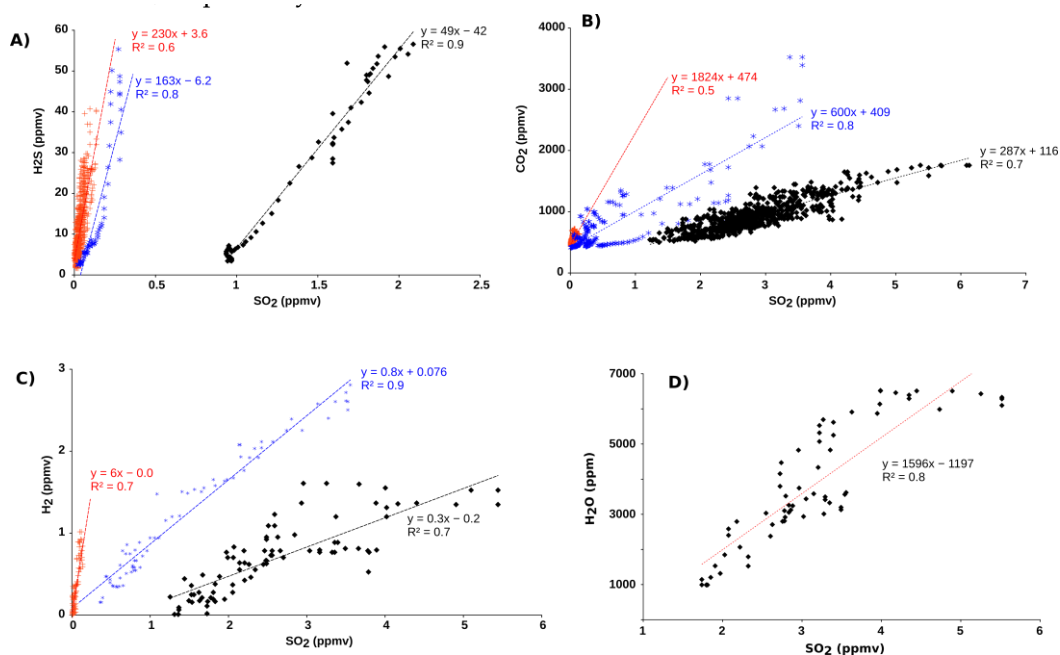 A)
y = 230x + 3.6
R² = 0.6
y = 163x − 6.2
R² = 0.8
y = 49x − 42
R² = 0.9
H2S (ppmv)
60
50
40
30
20
10
0
0
0.5
1
1.5
2
2.5
SO2 (ppmv)
B)
y = 1824x + 474
R² = 0.5
y = 600x + 409
R² = 0.8
y = 287x + 116
R² = 0.7
CO2 (ppmv)
4000
3000
2000
1000
0
0
1
2
3
4
5
6
7
SO2 (ppmv)
C)
y = 0.8x + 0.076
R² = 0.9
y = 6x − 0.0
R² = 0.7
y = 0.3x − 0.2
R² = 0.7
H2 (ppmv)
3
2
1
0
0
1
2
3
4
5
6
SO2 (ppmv)
D)
y = 1596x − 1197
R² = 0.8
H2O (ppm)
7000
5000
3000
1000
1
2
3
4
5
6
SO2 (ppmv)